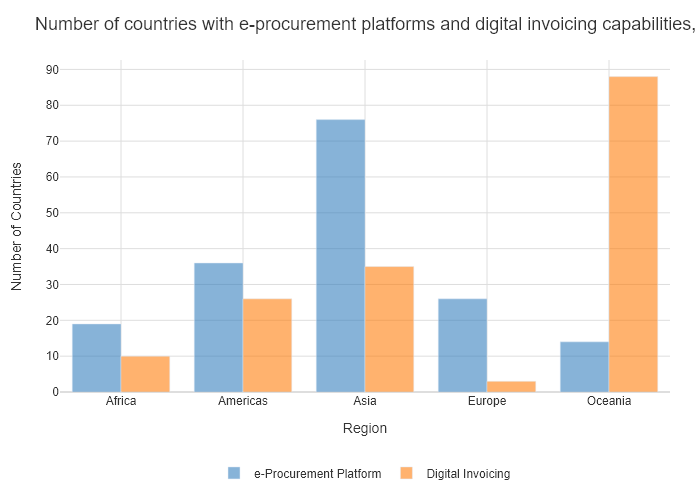 Number of countries with e-procurement platforms and digital invoicing capabilities,
90
80
70
60
50
40
30
20
10
0
Number of Countries
Africa Americas Asia Europe Oceania
Region
e-Procurement Platform Digital Invoicing